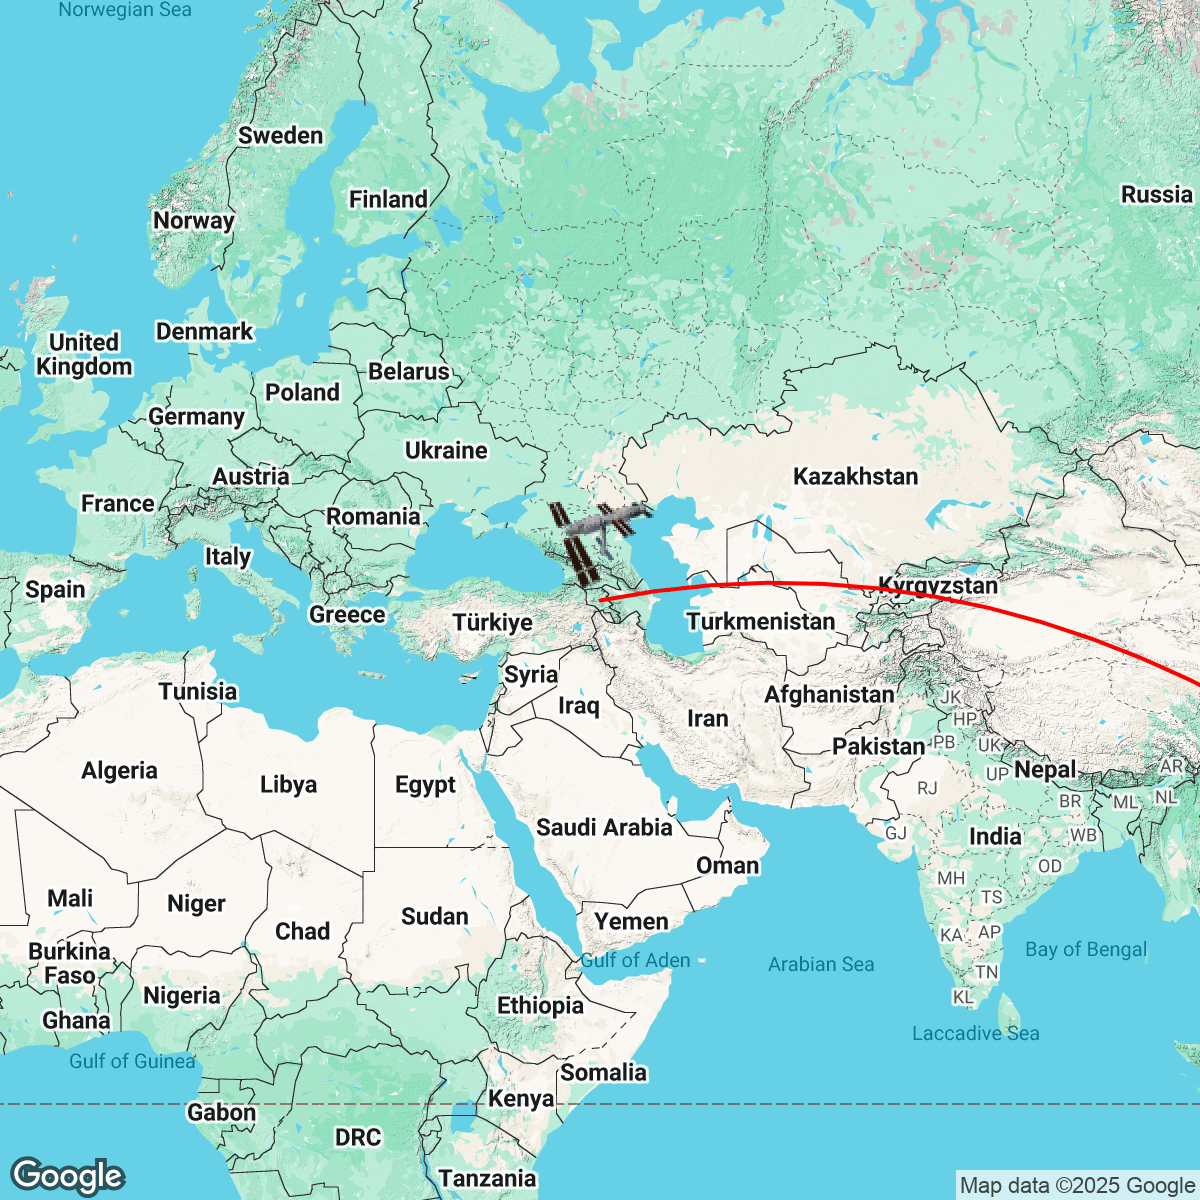 Norwegian Sea
Sweden
Russia
Finland
Norway
Denmark
United
Kingdom
Belarus
Poland
Germany
Ukraine
Austria
Kazakhstan
France
Romania
Italy
Kyrgyzstan
Spain
Greece
Türkiye
Turkmenistan
Syria
Tunisia
Afghanistan
JK
Iraq
Iran
HP
Pakistan
PB
UK
Algeria
Libya
Egypt
UP
Nepal
AR
RJ
BR
ML
NL
Saudi Arabia
GJ
India
WB
Oman
OD
MH
Mali
Niger
TS
Sudan
Yemen
Chad
KA
AP
Burkina
Faso
Gulf of Aden
Arabian Sea
Bay of Bengal
TN
Nigeria
KL
Ethiopia
Ghana
Laccadive Sea
Gulf of Guinea
Somalia
Kenya
Gabon
DRC
Tanzania
Google
Map data ©2025 Google